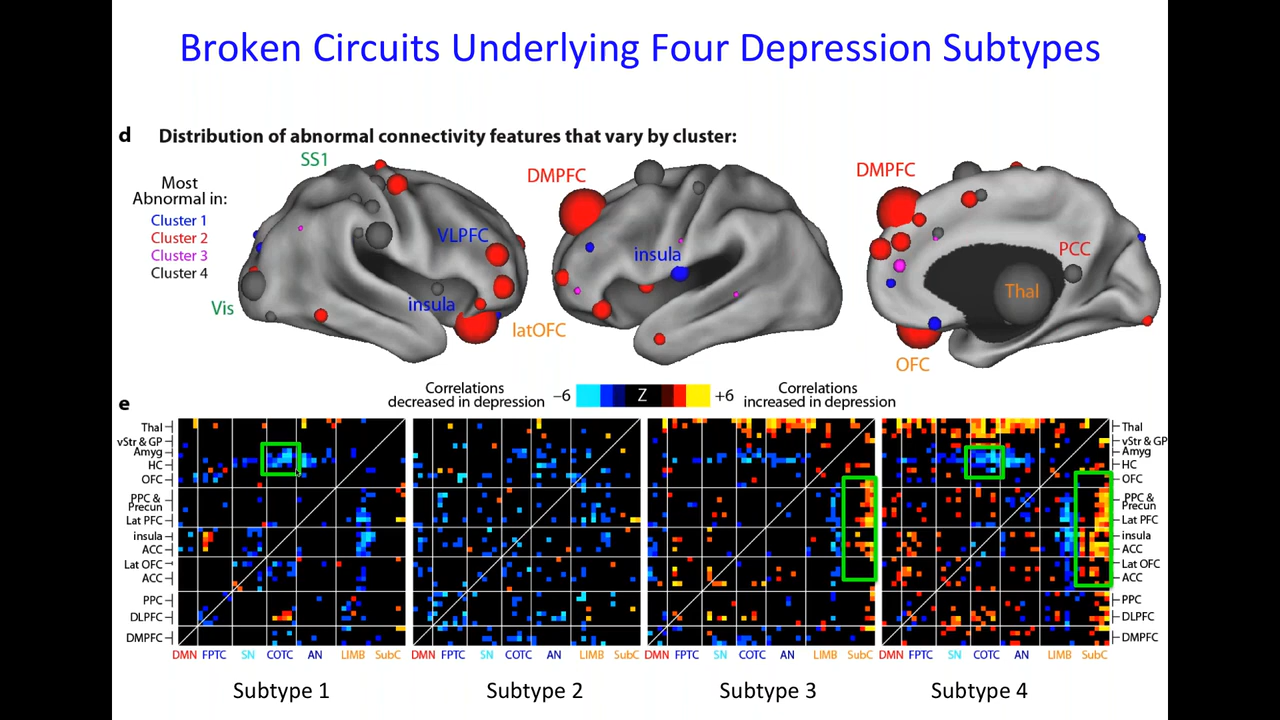 Broken Circuits Underlying Four Depression Subtypes
d Distribution of abnormal connectivity features that vary by cluster:
Most
Abnormal in:
Cluster 1
Cluster 2
Cluster 3
Cluster 4
SS1
VLPFC
insula
Vis
latOFC
DMPFC
insula
DMPFC
PCC
Thal
OFC
Correlations
decreased in depression
−6 Z +6
Correlations
increased in depression
e
Thal
vStr & GP
Amyg
HC
OFC
PPC &
Precun
Lat PFC
insula
ACC
Lat OFC
ACC
PPC
DLPFC
DMPFC
Thal
vStr & GP
Amyg
HC
OFC
PPC &
Precun
Lat PFC
insula
ACC
Lat OFC
ACC
PPC
DLPFC
DMPFC
DMN FPTC SN COTC AN LIMB SubC
DMN FPTC SN COTC AN LIMB SubC
DMN FPTC SN COTC AN LIMB SubC
DMN FPTC SN COTC AN LIMB SubC
Subtype 1
Subtype 2
Subtype 3
Subtype 4